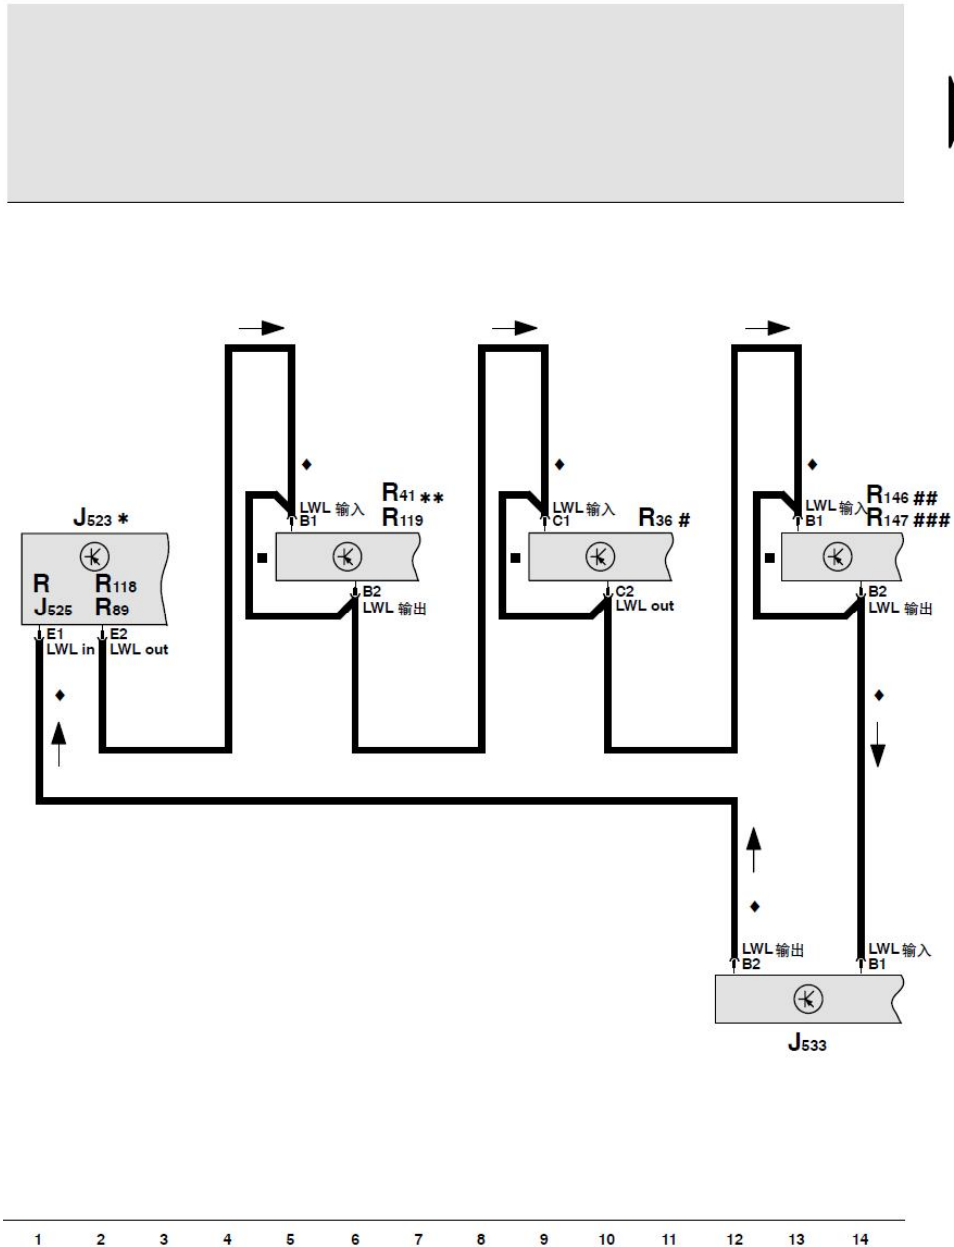 R41 **
LWL 输入
B1
R119
LWL 输入
C1
R36 #
R146 ##
LWL 输入
B1
R147 ###
J523 *
R R118
J525 R89
E1
LWL in
E2
LWL out
B2
LWL 输出
C2
LWL out
B2
LWL 输出
LWL 输出
B2
LWL 输入
B1
J533
1 2 3 4 5 6 7 8 9 10 11 12 13 14